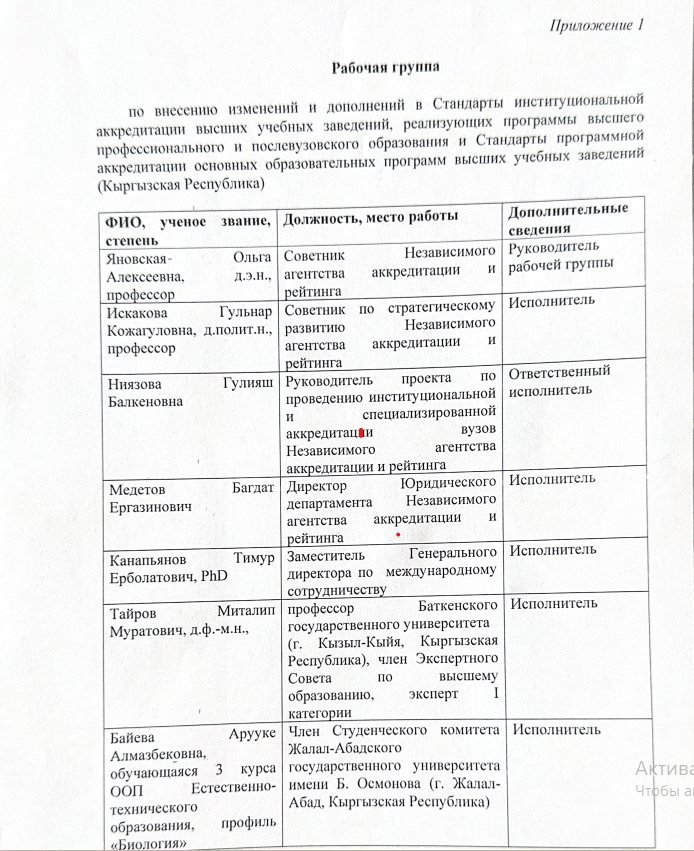 Приложение 1
Рабочая группа
по внесению изменений и дополнений в Стандарты институциональной
аккредитации высших учебных заведений, реализующих программы высшего
профессионального и послевузовского образования и Стандарты программной
аккредитации основных образовательных программ высших учебных заведений
(Кыргызская Республика)
ФИО, ученое звание,
степень
Должность, место работы
Дополнительные
сведения
Яновская Ольга
Алексеевна, д.э.н.,
профессор
Советник Независимого
агентства аккредитации и
рейтинга
Руководитель
рабочей группы
Искакова Гульнар
Кожагуловна, д.полит.н.,
профессор
Советник по стратегическому
развитию Независимого
агентства аккредитации и
рейтинга
Исполнитель
Ниязова Гулияш
Балкеновна
Руководитель проекта по
проведению институциональной
и специализированной
аккредитации вузов
Независимого агентства
аккредитации и рейтинга
Ответственный
исполнитель
Медетов Багдат
Ергазинович
Директор Юридического
департамента Независимого
агентства аккредитации и
рейтинга
Исполнитель
Канапьянов Тимур
Ерболатович, PhD
Заместитель Генерального
директора по международному
сотрудничеству
Исполнитель
Тайров Миталип
Муратович, д.ф.-м.н.,
профессор Баткенского
государственного университета
(г. Кызыл-Кыйя, Кыргызская
Республика), член Экспертного
Совета по высшему
образованию, эксперт I
категории
Исполнитель
Байева Арууке
Алмазбековна,
обучающаяся 3 курса
ООП Естественно-
технического
образования, профиль
«Биология»
Член Студенческого комитета
Жалал-Абадского
государственного университета
имени Б. Осмонова (г. Жалал-
Абад, Кыргызская Республика)
Исполнитель